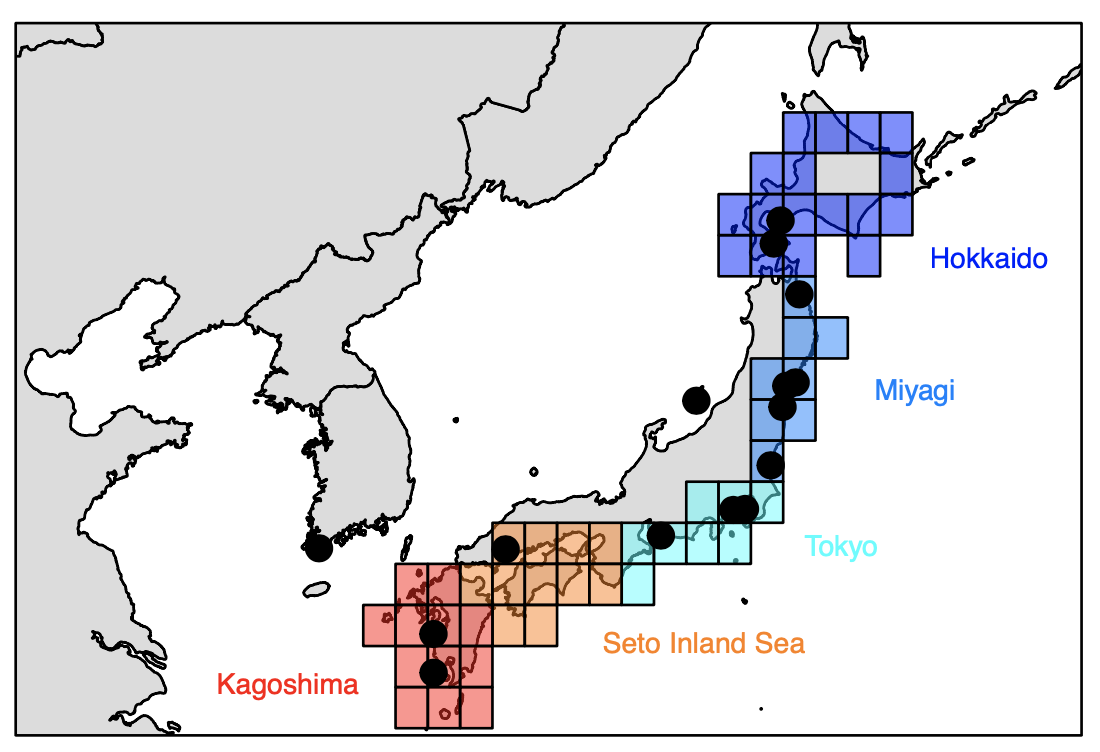 Hokkaido
Miyagi
Tokyo
Seto Inland Sea
Kagoshima